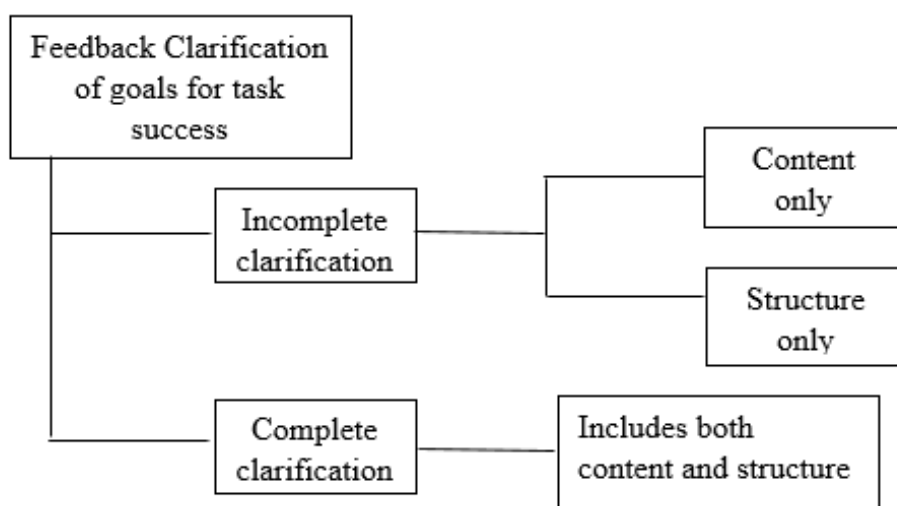 Feedback Clarification
of goals for task
success
Content
only
Incomplete
clarification
Structure
only
Complete
clarification
Includes both
content and structure